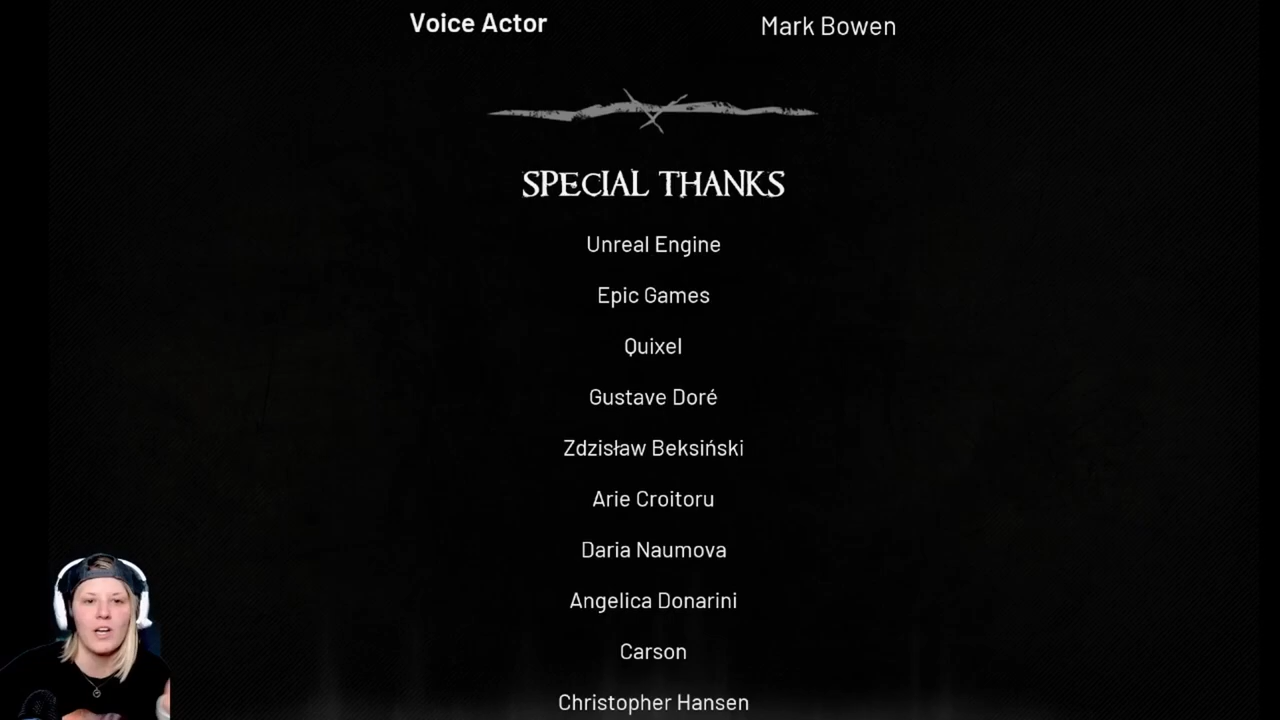 Voice Actor Mark Bowen
SPECIAL THANKS
Unreal Engine
Epic Games
Quixel
Gustave Doré
Zdzisław Beksiński
Arie Croitoru
Daria Naumova
Angelica Donarini
Carson
Christopher Hansen